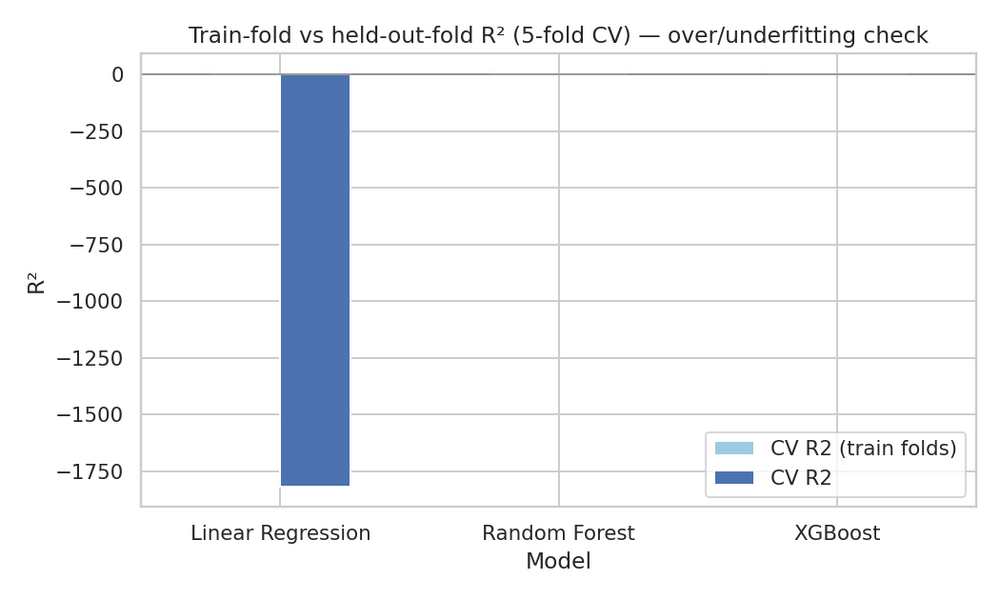 Train-fold vs held-out-fold R² (5-fold CV) — over/underfitting check
R²
0
−250
−500
−750
−1000
−1250
−1500
−1750
CV R2 (train folds)
CV R2
Linear Regression
Random Forest
XGBoost
Model